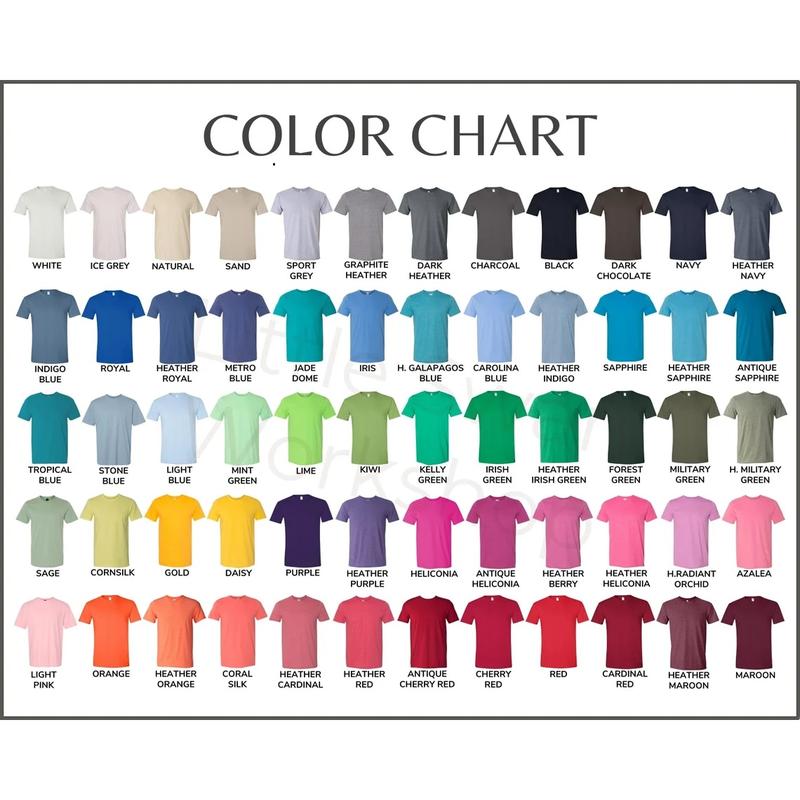 COLOR CHART
WHITE
ICE GREY
NATURAL
SAND
SPORT
GREY
GRAPHITE
HEATHER
DARK
HEATHER
CHARCOAL
BLACK
DARK
CHOCOLATE
NAVY
HEATHER
NAVY
INDIGO
BLUE
ROYAL
HEATHER
ROYAL
METRO
BLUE
JADE
DOME
IRIS
H. GALAPAGOS
BLUE
CAROLINA
BLUE
HEATHER
INDIGO
SAPPHIRE
HEATHER
SAPPHIRE
ANTIQUE
SAPPHIRE
TROPICAL
BLUE
STONE
BLUE
LIGHT
BLUE
MINT
GREEN
LIME
KIWI
KELLY
GREEN
IRISH
GREEN
HEATHER
IRISH GREEN
FOREST
GREEN
MILITARY
GREEN
H. MILITARY
GREEN
SAGE
CORNSILK
GOLD
DAISY
PURPLE
HEATHER
PURPLE
HELICONIA
ANTIQUE
HELICONIA
HEATHER
BERRY
HEATHER
HELICONIA
H.RADIANT
ORCHID
AZALEA
LIGHT
PINK
ORANGE
HEATHER
ORANGE
CORAL
SILK
HEATHER
CARDINAL
HEATHER
RED
ANTIQUE
CHERRY RED
CHERRY
RED
RED
CARDINAL
RED
HEATHER
MAROON
MAROON
Little
Workshop